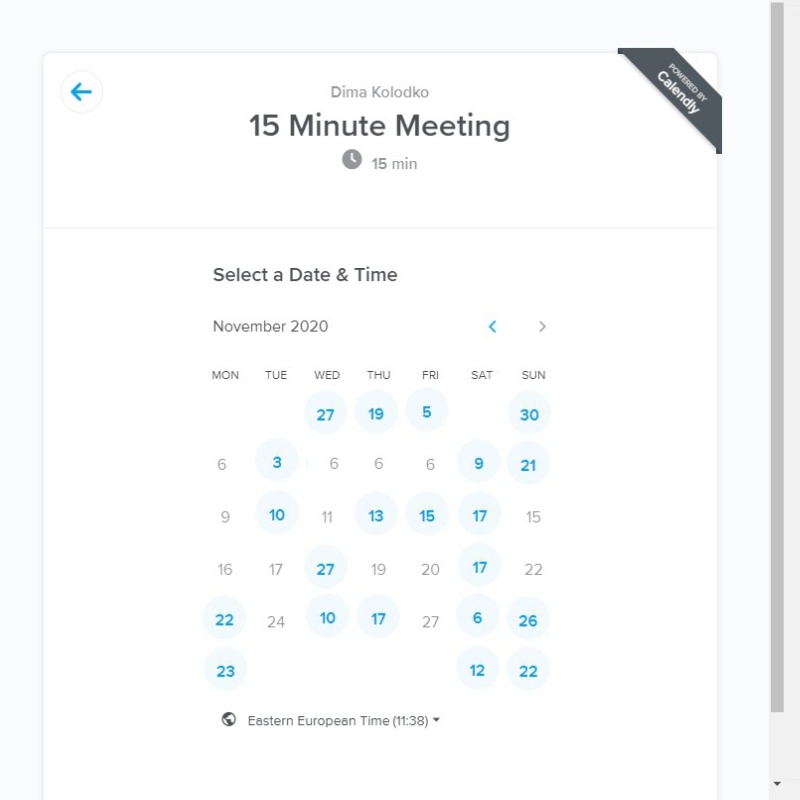 POWERED BY
Calendly
Dima Kolodko
15 Minute Meeting
15 min
Select a Date & Time
November 2020
MON TUE WED THU FRI SAT SUN
27 19 5 30
6 3 6 6 6 9 21
9 10 11 13 15 17 15
16 17 27 19 20 17 22
22 24 10 17 27 6 26
23 12 22
Eastern European Time (11:38)